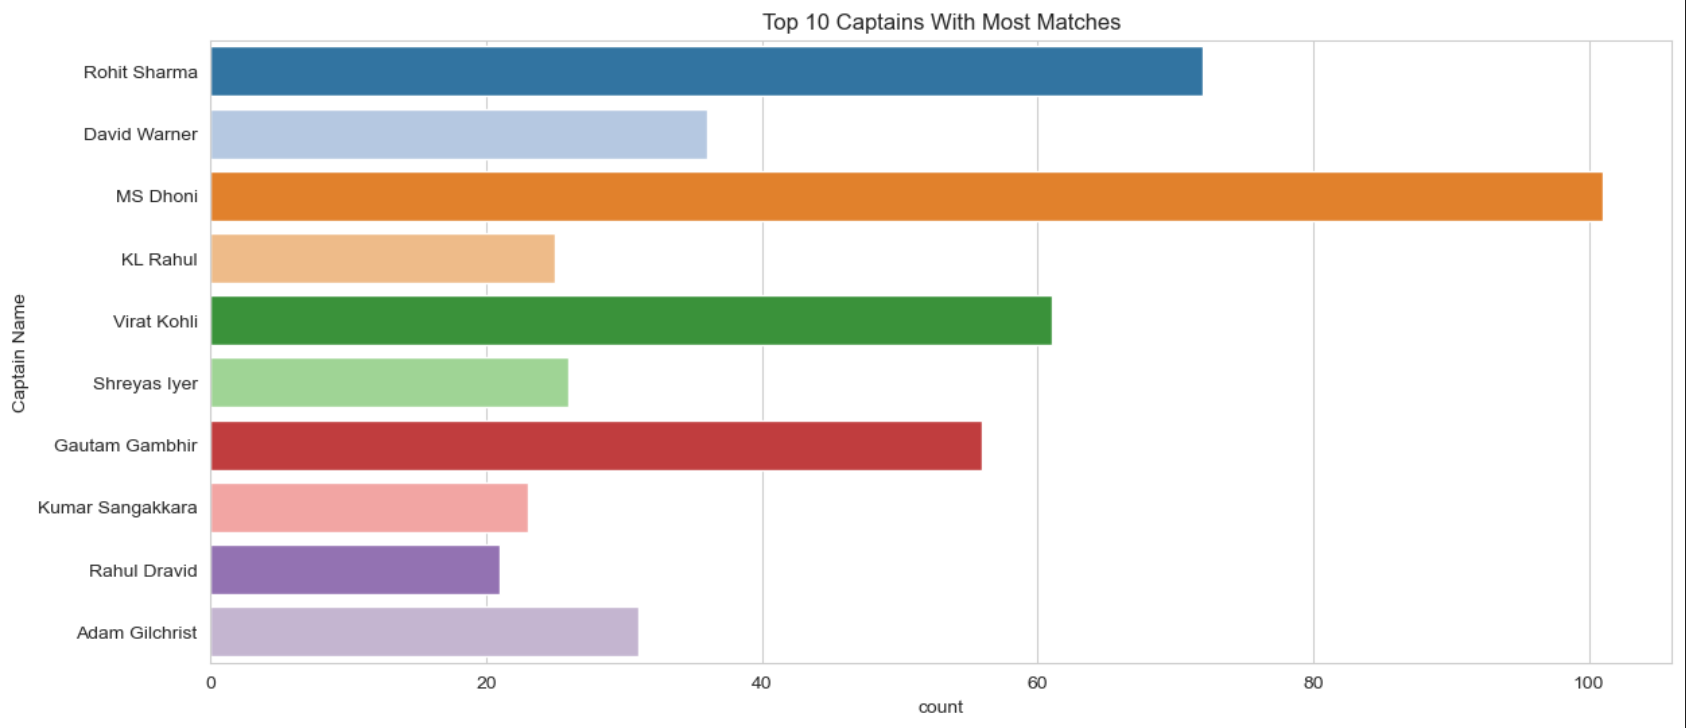 Top 10 Captains With Most Matches
Captain Name
Rohit Sharma
David Warner
MS Dhoni
KL Rahul
Virat Kohli
Shreyas Iyer
Gautam Gambhir
Kumar Sangakkara
Rahul Dravid
Adam Gilchrist
0 20 40 60 80 100
count